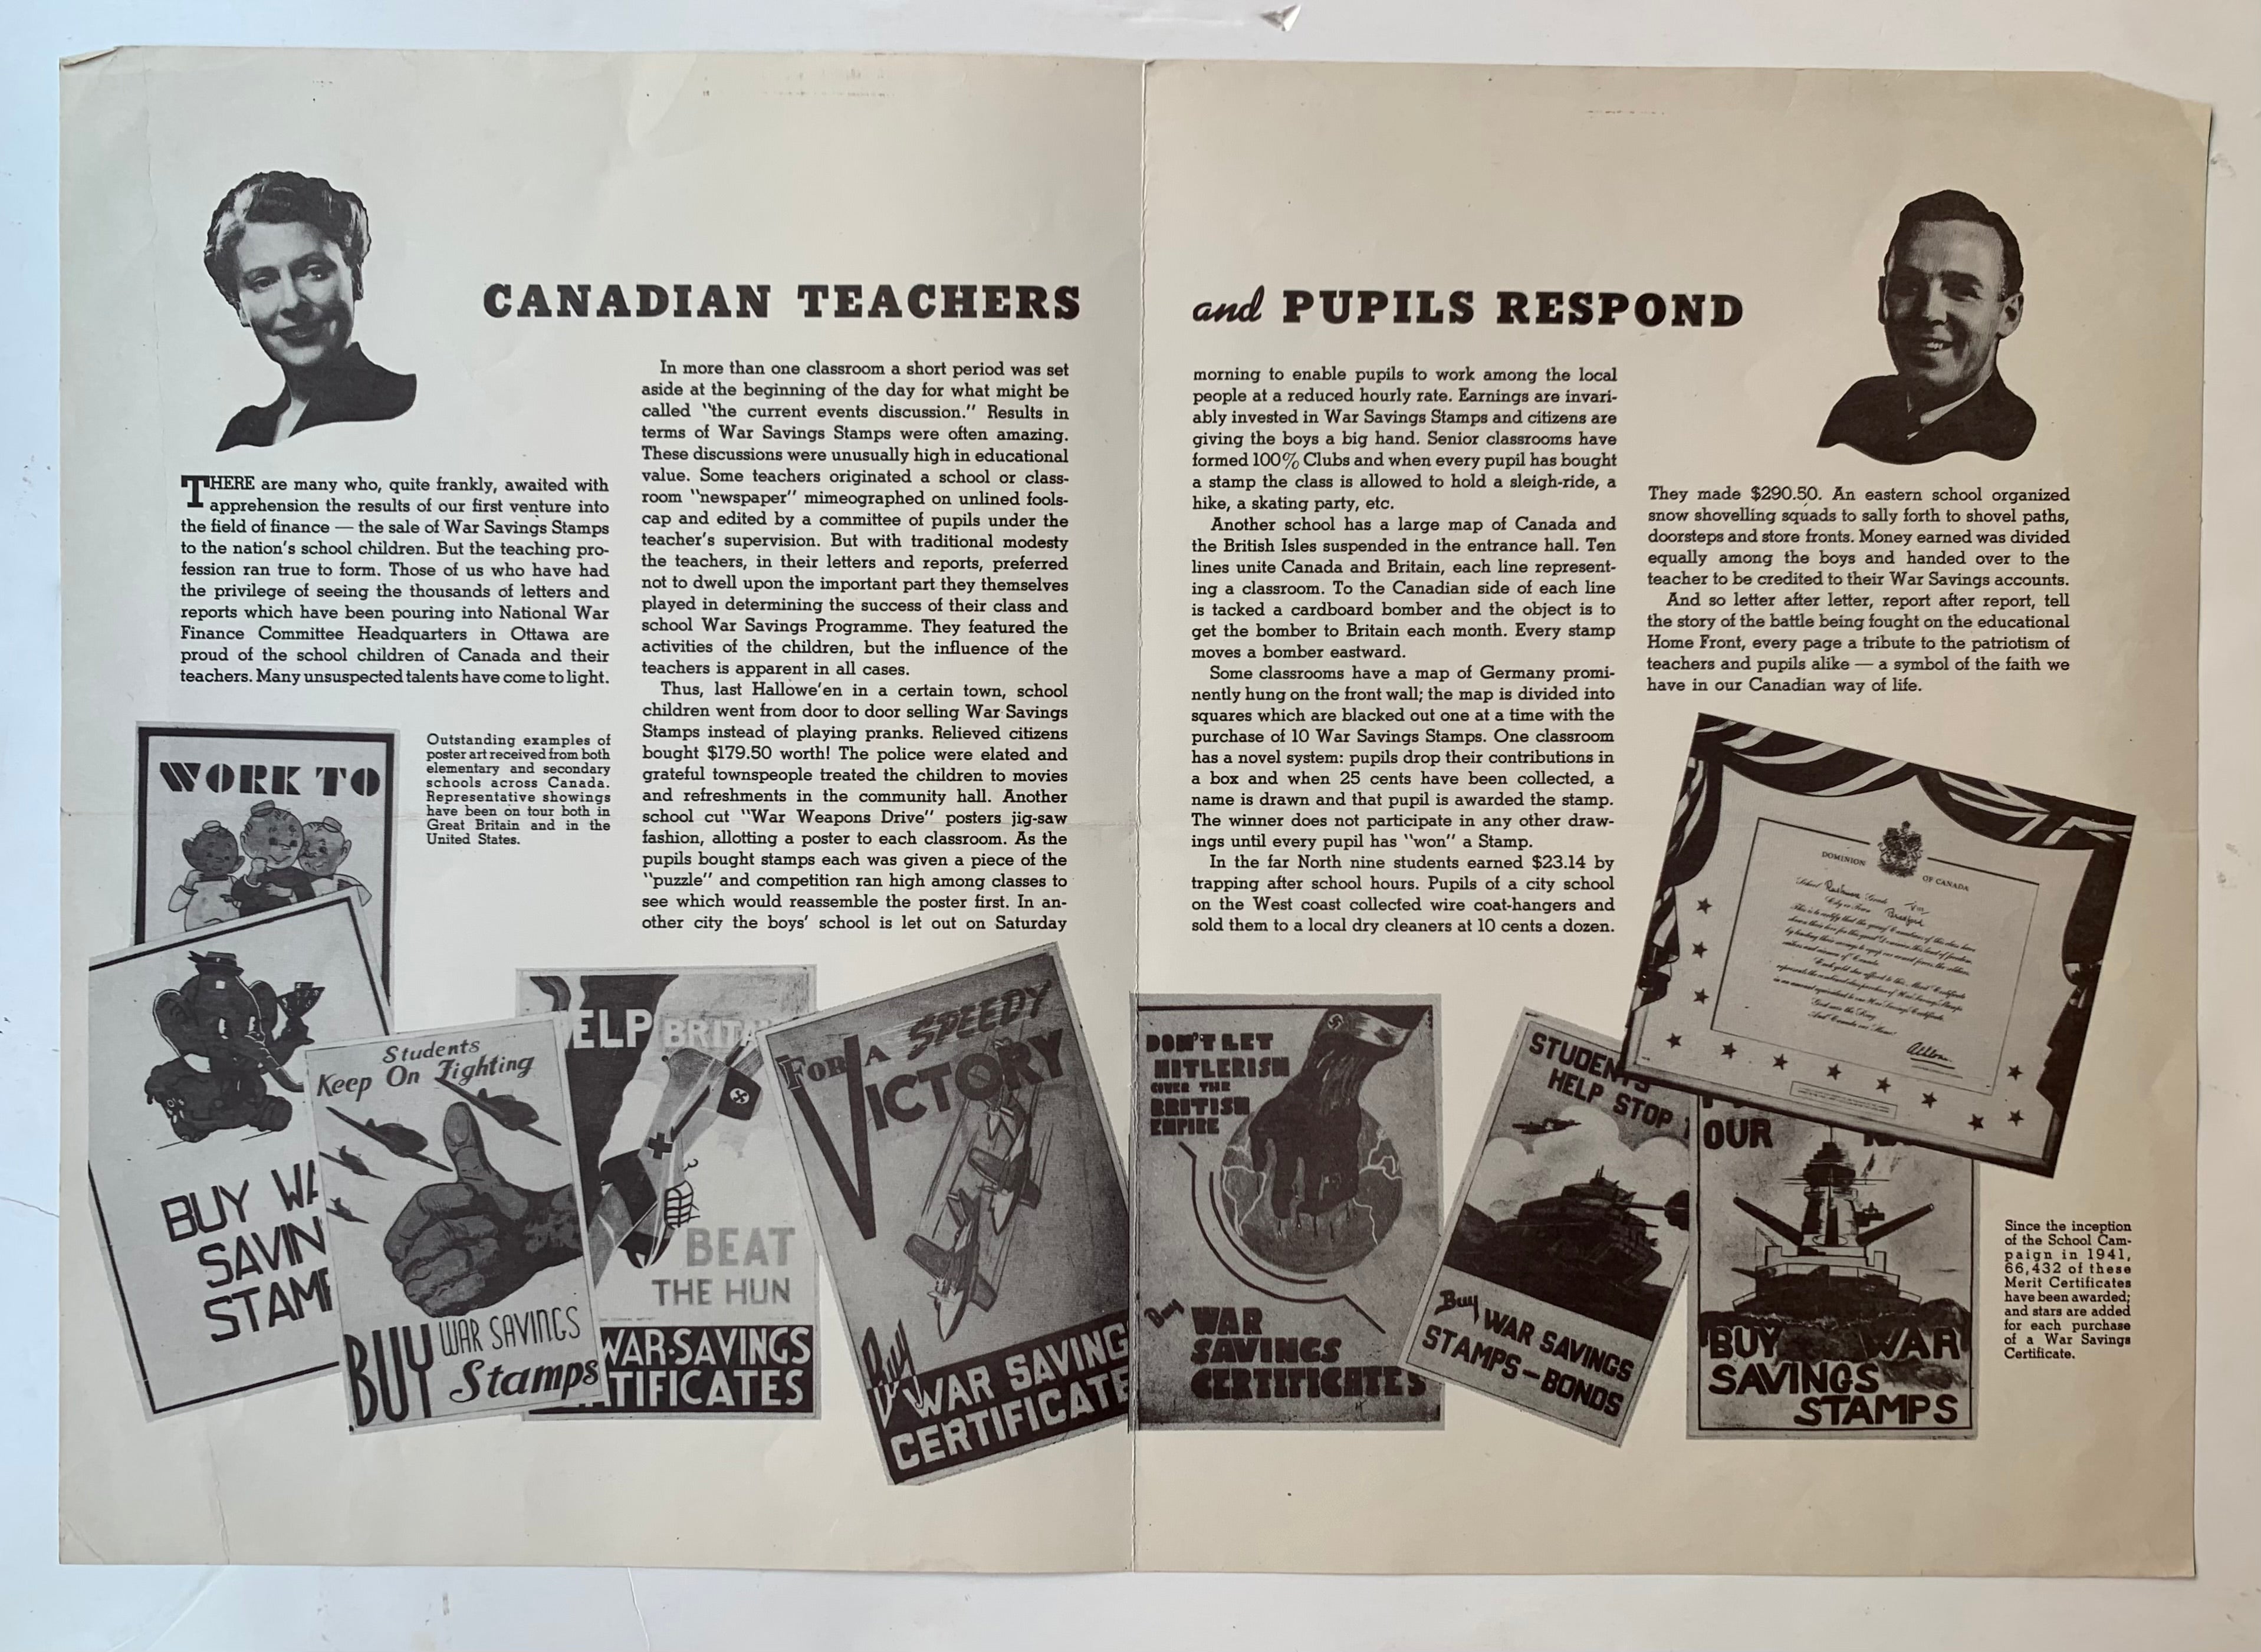 CANADIAN TEACHERS
and PUPILS RESPOND
THERE are many who, quite frankly, awaited with
apprehension the results of our first venture into
the field of finance — the sale of War Savings Stamps
to the nation's school children. But the teaching pro-
fession ran true to form. Those of us who have had
the privilege of seeing the thousands of letters and
reports which have been pouring into National War
Finance Committee Headquarters in Ottawa are
proud of the school children of Canada and their
teachers. Many unsuspected talents have come to light.
In more than one classroom a short period was set
aside at the beginning of the day for what might be
called "the current events discussion." Results in
terms of War Savings Stamps were often amazing.
These discussions were unusually high in educational
value. Some teachers originated a school or class-
room "newspaper" mimeographed on unlined fools-
cap and edited by a committee of pupils under the
teacher's supervision. But with traditional modesty
the teachers, in their letters and reports, preferred
not to dwell upon the important part they themselves
played in determining the success of their class and
school War Savings Programme. They featured the
activities of the children, but the influence of the
teachers is apparent in all cases.
Thus, last Hallowe'en in a certain town, school
children went from door to door selling War Savings
Stamps instead of playing pranks. Relieved citizens
bought $179.50 worth! The police were elated and
grateful townspeople treated the children to movies
and refreshments in the community hall. Another
school cut "War Weapons Drive" posters jig-saw
fashion, allotting a poster to each classroom. As the
pupils bought stamps each was given a piece of the
"puzzle" and competition ran high among classes to
see which would reassemble the poster first. In an-
other city the boys' school is let out on Saturday
morning to enable pupils to work among the local
people at a reduced hourly rate. Earnings are invari-
ably invested in War Savings Stamps and citizens are
giving the boys a big hand. Senior classrooms have
formed 100% Clubs and when every pupil has bought
a stamp the class is allowed to hold a sleigh-ride, a
hike, a skating party, etc.
Another school has a large map of Canada and
the British Isles suspended in the entrance hall. Ten
lines unite Canada and Britain, each line represent-
ing a classroom. To the Canadian side of each line
is tacked a cardboard bomber and the object is to
get the bomber to Britain each month. Every stamp
moves a bomber eastward.
Some classrooms have a map of Germany promi-
nently hung on the front wall; the map is divided into
squares which are blacked out one at a time with the
purchase of 10 War Savings Stamps. One classroom
has a novel system: pupils drop their contributions in
a box and when 25 cents have been collected, a
name is drawn and that pupil is awarded the stamp.
The winner does not participate in any other draw-
ings until every pupil has "won" a Stamp.
In the far North nine students earned $23.14 by
trapping after school hours. Pupils of a city school
on the West coast collected wire coat-hangers and
sold them to a local dry cleaners at 10 cents a dozen.
They made $290.50. An eastern school organized
snow shovelling squads to sally forth to shovel paths,
doorsteps and store fronts. Money earned was divided
equally among the boys and handed over to the
teacher to be credited to their War Savings accounts.
And so letter after letter, report after report, tell
the story of the battle being fought on the educational
Home Front, every page a tribute to the patriotism of
teachers and pupils alike — a symbol of the faith we
have in our Canadian way of life.
Outstanding examples of
poster art received from both
elementary and secondary
schools across Canada.
Representative showings
have been on tour both in
Great Britain and in the
United States.
WORK TO
BUY WA
SAVIN
STAMP
Students
Keep On Fighting
BUY WAR SAVINGS
Stamps
ELP BRITA
BEAT
THE HUN
WAR-SAVINGS
TIFICATES
FOR A SPEEDY
VICTORY
Buy
WAR SAVING
CERTIFICATE
DON'T LET
HITLERISM
OVER THE
BRITISH
EMPIRE
Buy WAR
SAVINGS
CERTIFICATES
STUDENTS
HELP STOP
Buy WAR SAVINGS
STAMPS-BONDS
OUR
BUY WAR
SAVINGS
STAMPS
DOMINION OF CANADA
School
City or Town
God save the King
Since the inception
of the School Cam-
paign in 1941,
66,432 of these
Merit Certificates
have been awarded;
and stars are added
for each purchase
of a War Savings
Certificate.